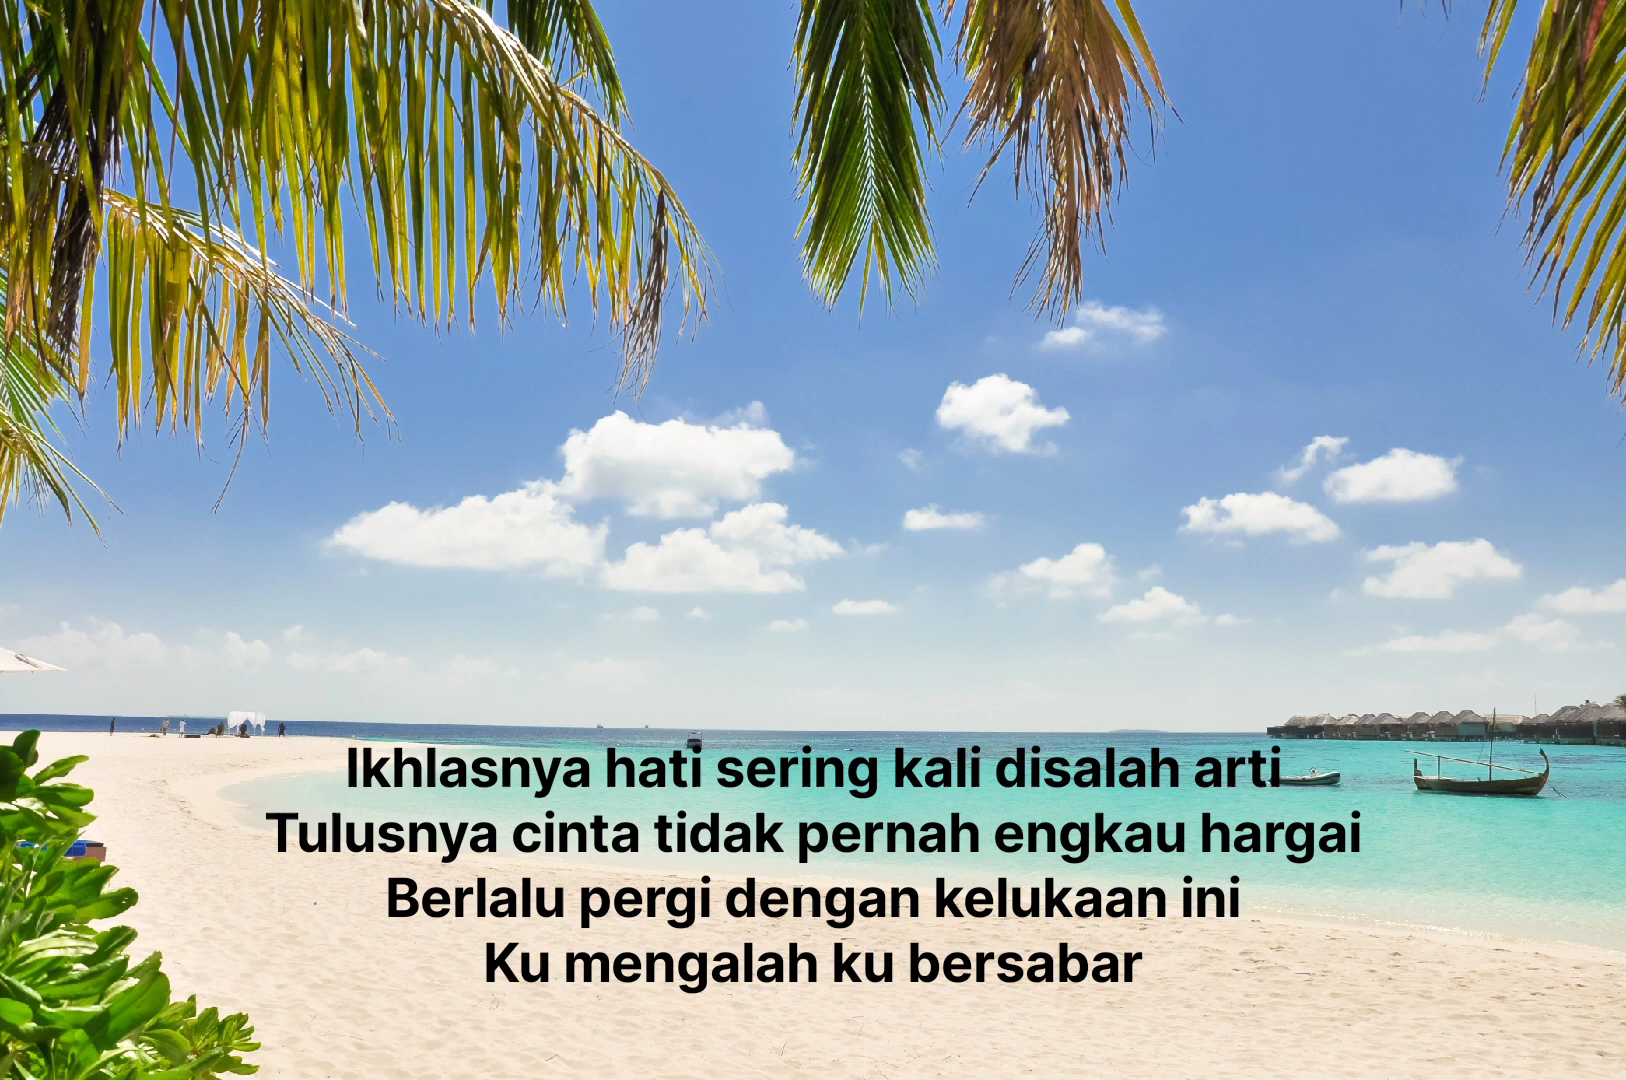 Ikhlasnya hati sering kali disalah arti
Tulusnya cinta tidak pernah engkau hargai
Berlalu pergi dengan kelukaan ini
Ku mengalah ku bersabar